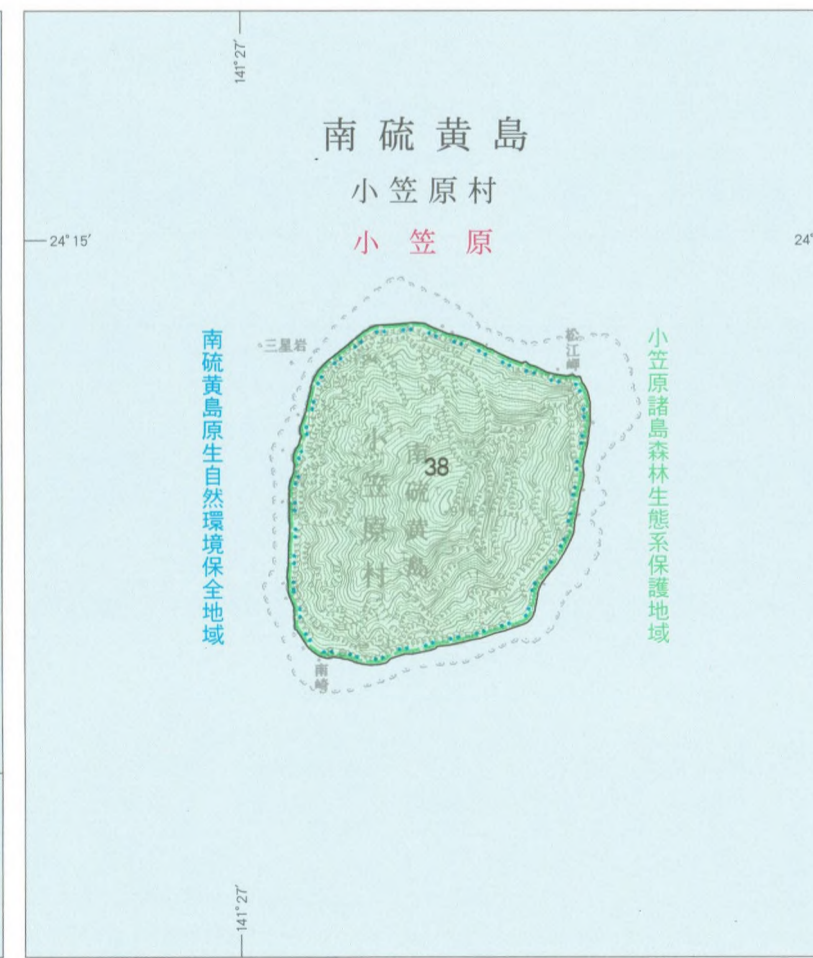 141°27′
南硫黄島
小笠原村
小笠原
24°15′
24°
三星岩
松江岬
南硫黄島原生自然環境保全地域
小笠原諸島森林生態系保護地域
38
南硫黄島
小笠原村
南崎
141°27′